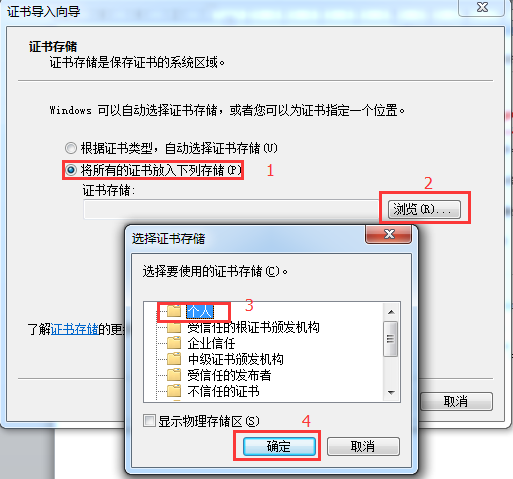 证书导入向导
证书存储
证书存储是保存证书的系统区域。
Windows 可以自动选择证书存储，或者您可以为证书指定一个位置。
根据证书类型，自动选择证书存储(U)
将所有的证书放入下列存储(P)
1
证书存储:
2
浏览(R)...
选择证书存储
选择要使用的证书存储(C)。
个人
3
受信任的根证书颁发机构
企业信任
中级证书颁发机构
受信任的发布者
不信任的证书
了解证书存储的更
显示物理存储区(S)
4
确定
取消
取消